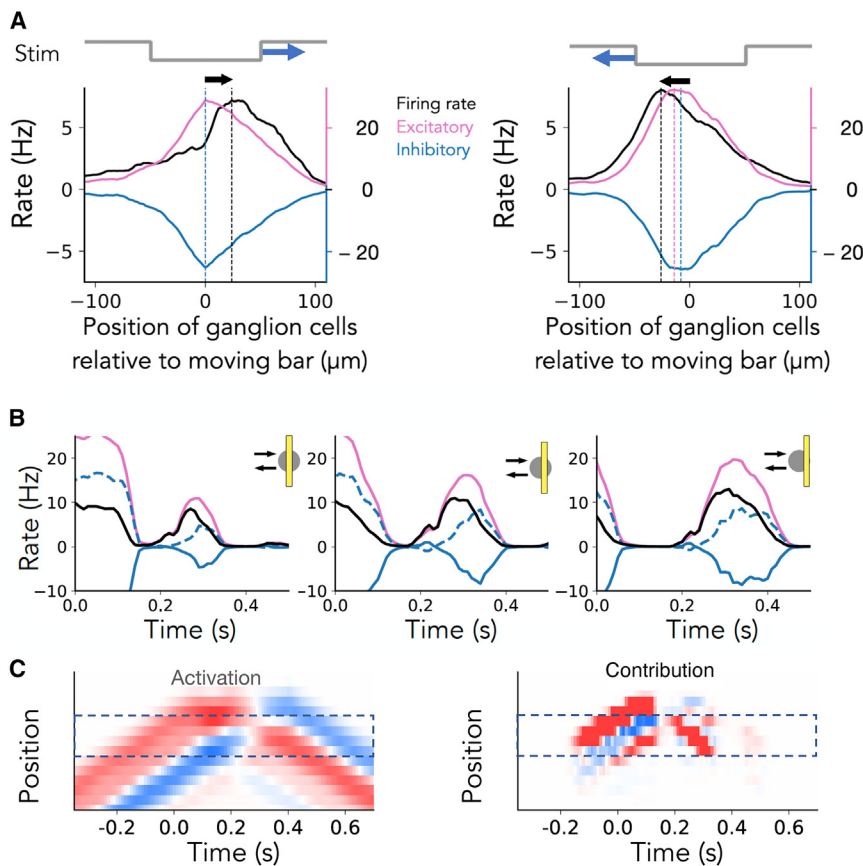 A
Stim
Firing rate
Excitatory
Inhibitory
Rate (Hz)
5
0
−5
20
0
− 20
−100
0
100
Position of ganglion cells
relative to moving bar (μm)
Rate (Hz)
5
0
−5
20
0
− 20
−100
0
100
Position of ganglion cells
relative to moving bar (μm)
B
Rate (Hz)
20
10
0
−10
0.0
0.2
0.4
Time (s)
20
10
0
−10
0.0
0.2
0.4
Time (s)
20
10
0
−10
0.0
0.2
0.4
Time (s)
C
Activation
Position
-0.2
0.0
0.2
0.4
0.6
Time (s)
Contribution
Position
-0.2
0.0
0.2
0.4
0.6
Time (s)